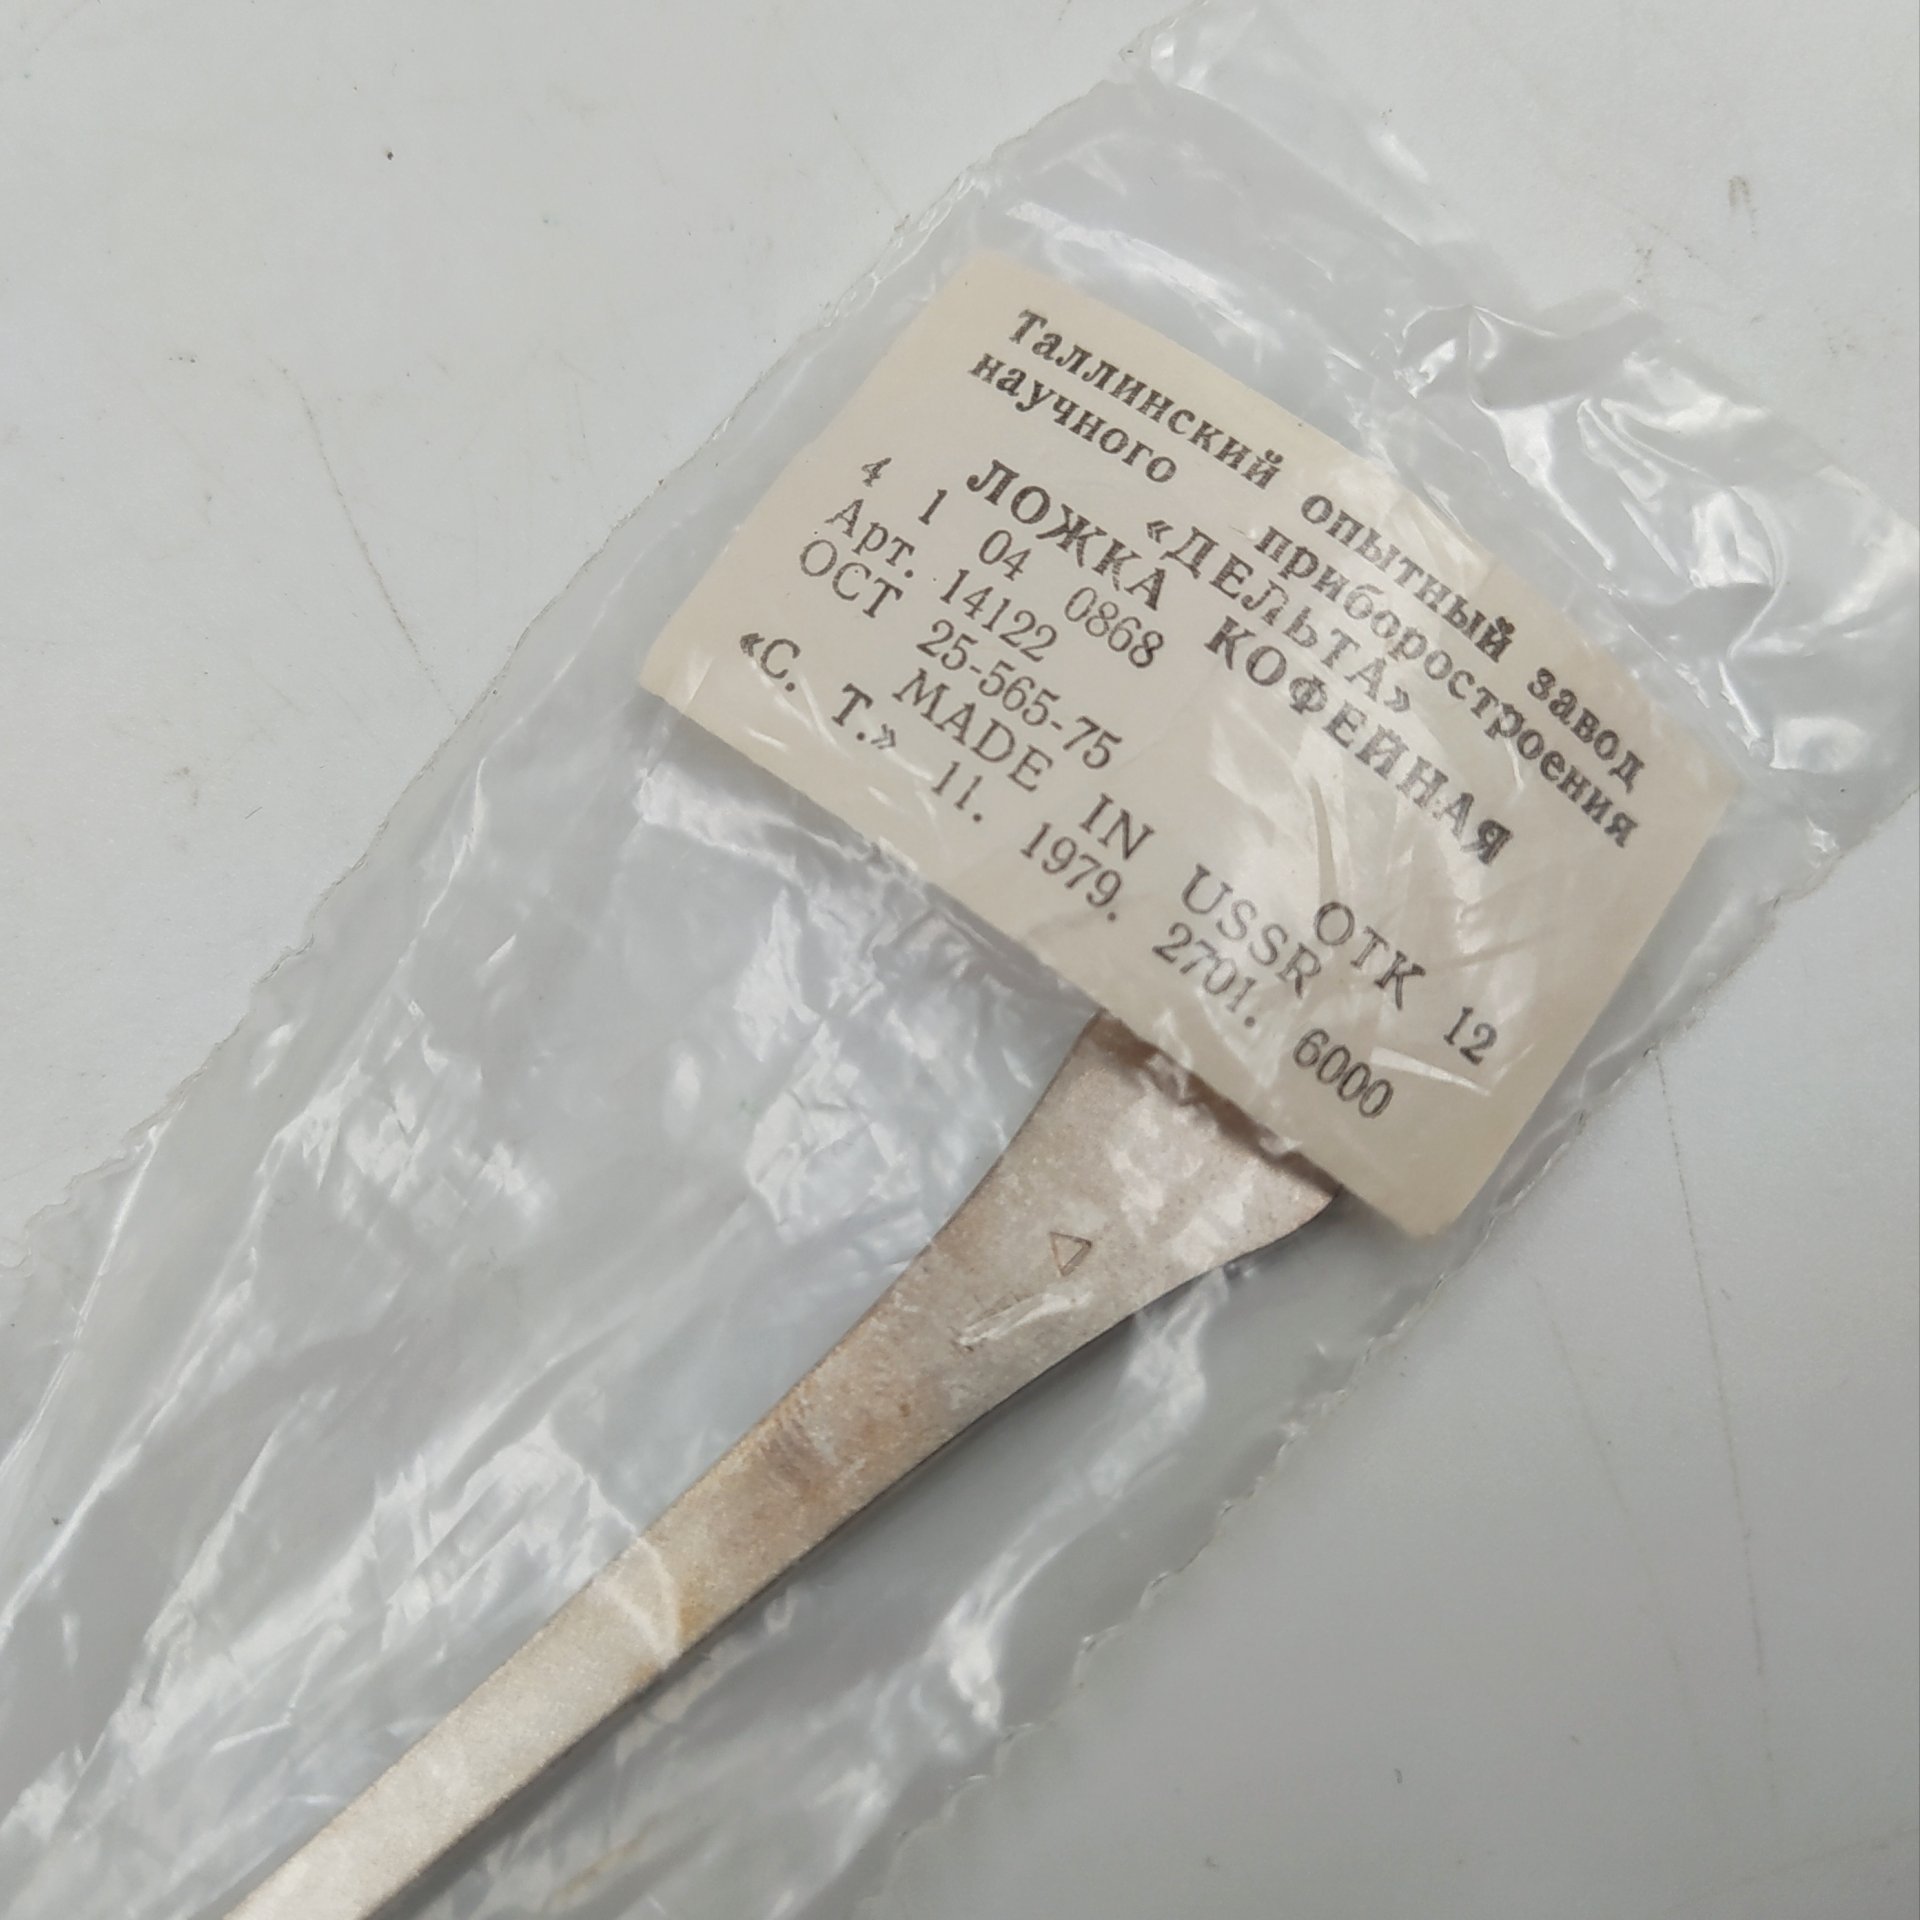 Таллинский опытный завод
научного приборостроения
«ДЕЛЬТА»
ЛОЖКА КОФЕЙНАЯ
4 1 04 0868
Арт. 14122 ОТК 12
ОСТ 25-565-75
MADE IN USSR
«С. Т.» 11. 1979. 2701. 6000